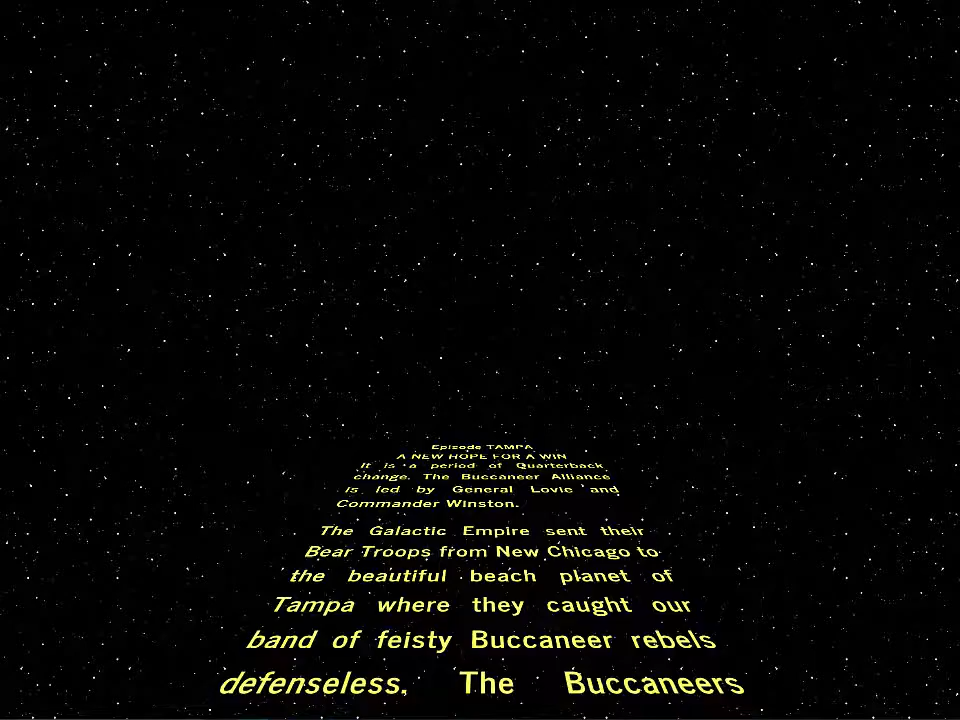 Episode TAMPA
A NEW HOPE FOR A WIN
It is a period of Quarterback
change. The Buccaneer Alliance
is led by General Lovie and
Commander Winston.
The Galactic Empire sent their
Bear Troops from New Chicago to
the beautiful beach planet of
Tampa where they caught our
band of feisty Buccaneer rebels
defenseless, The Buccaneers